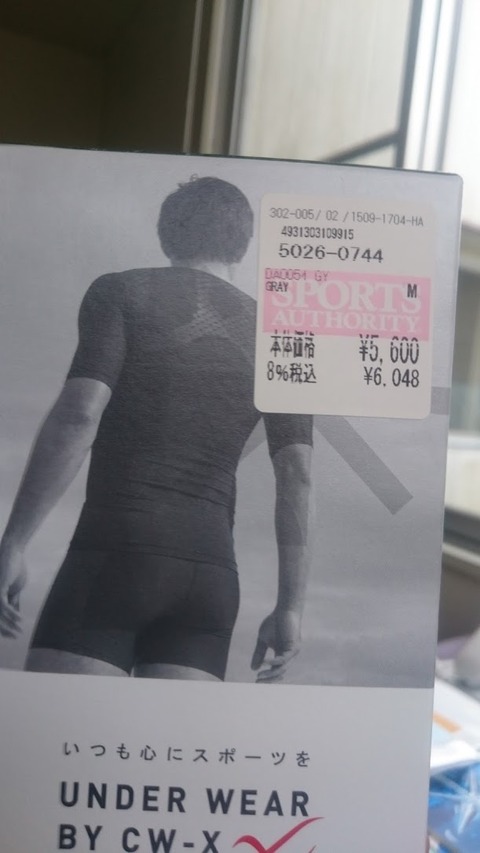 302-005/ 02 /1509-1704-HA
4931303109915
5026-0744
DA0054 GY
GRAY M
SPORTS
AUTHORITY
本体価格 ¥5,600
8%税込 ¥6,048
いつも心にスポーツを
UNDER WEAR
BY CW-X